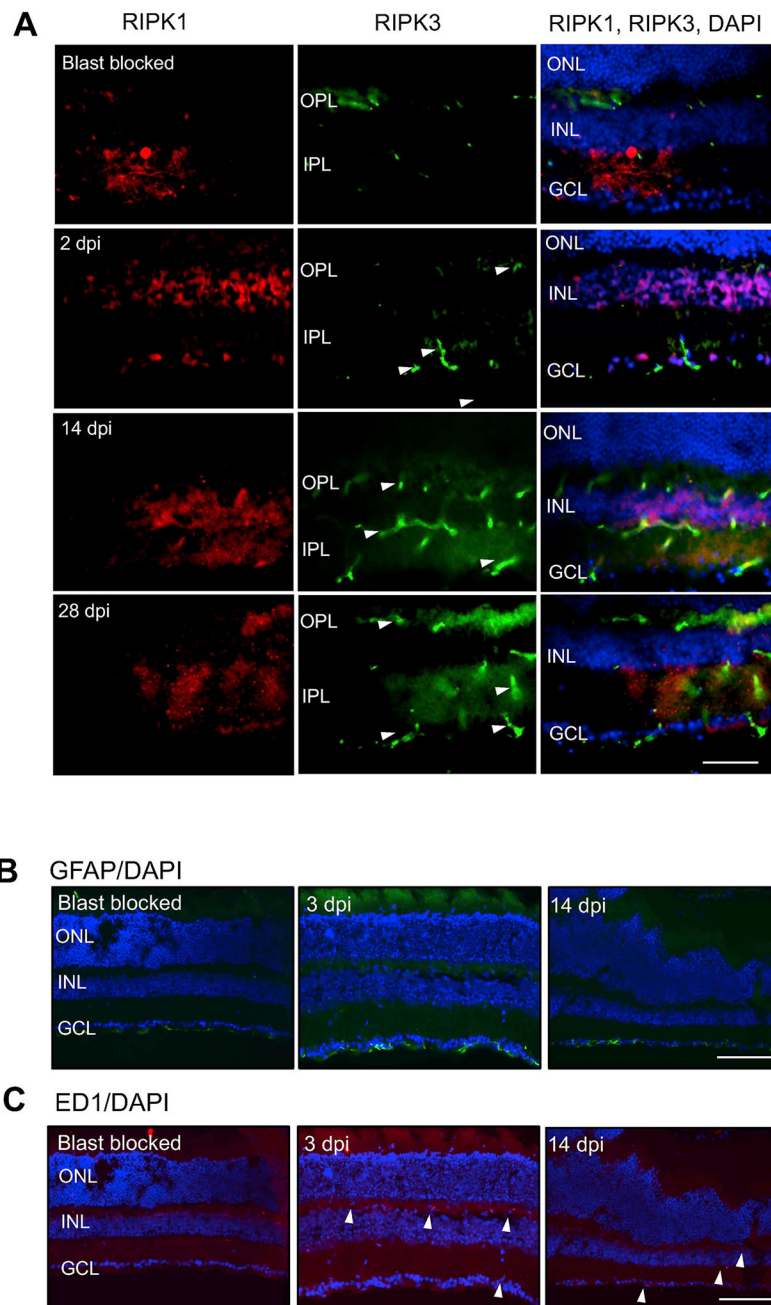 A
RIPK1 RIPK3 RIPK1, RIPK3, DAPI
Blast blocked
OPL
IPL
ONL
INL
GCL
2 dpi
OPL
IPL
ONL
INL
GCL
14 dpi
OPL
IPL
ONL
INL
GCL
28 dpi
OPL
IPL
INL
GCL
B
GFAP/DAPI
Blast blocked 3 dpi 14 dpi
ONL
INL
GCL
C ED1/DAPI
Blast blocked 3 dpi 14 dpi
ONL
INL
GCL